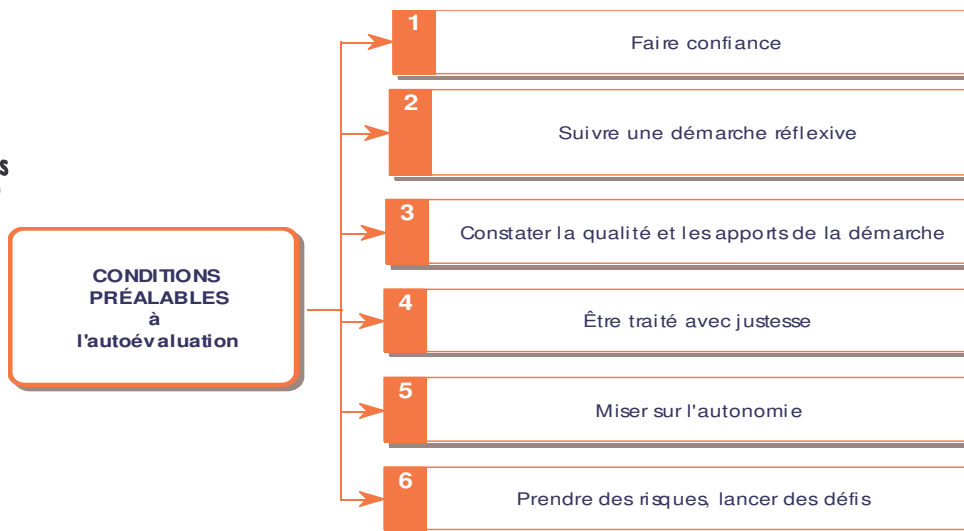 1
Faire confiance
2
Suivre une démarche réflexive
s
3
Constater la qualité et les apports de la démarche
CONDITIONS
PRÉALABLES
à
l'autoévaluation
4
Être traité avec justesse
5
Miser sur l'autonomie
6
Prendre des risques, lancer des défis